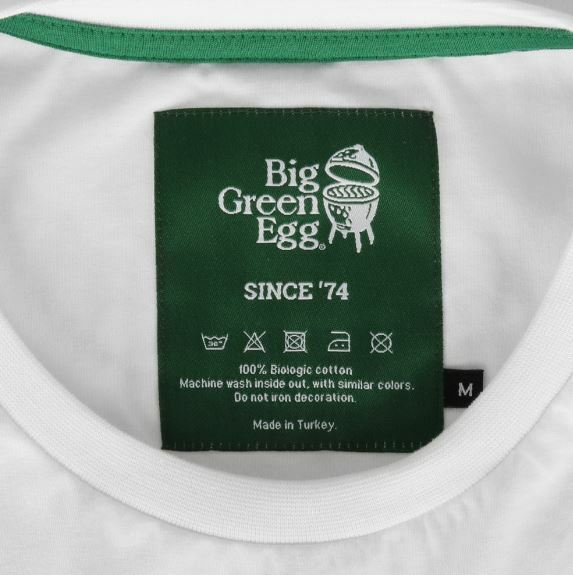 Big
Green
Egg®
SINCE '74
30°
100% Biologic cotton
Machine wash inside out, with similar colors.
Do not iron decoration.
Made in Turkey.
M